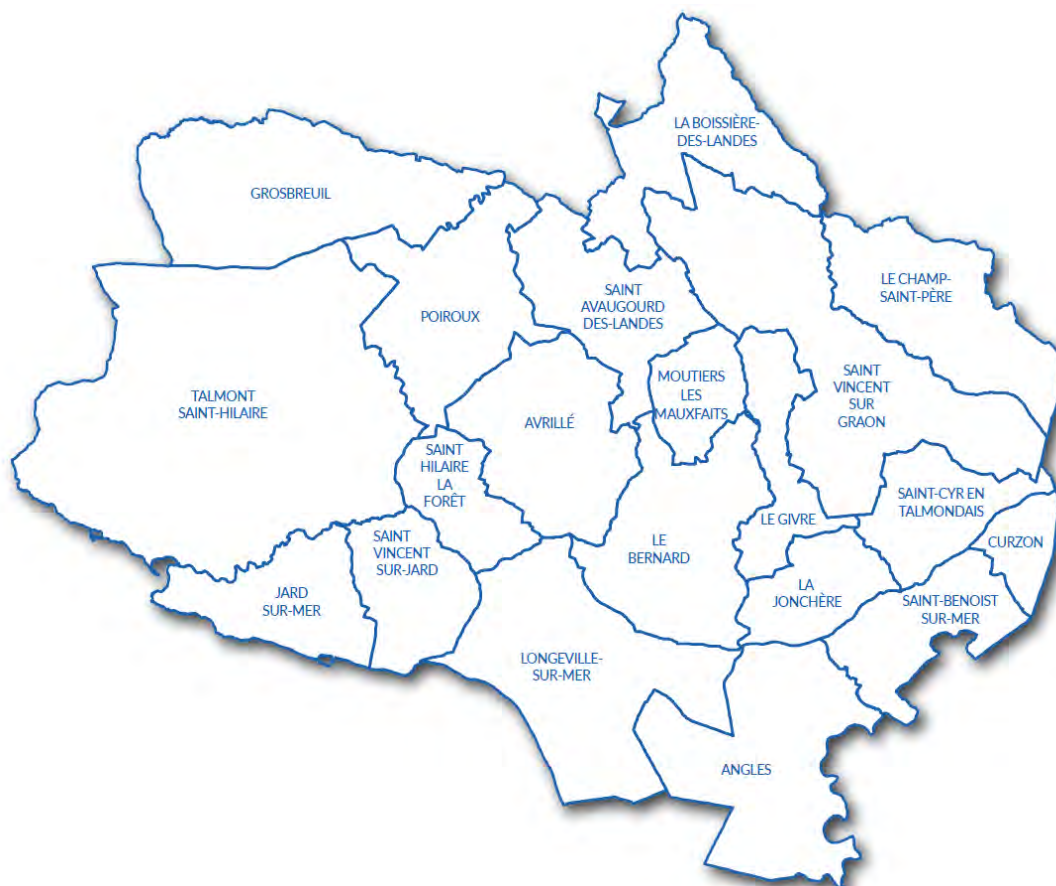 LA BOISSIÈRE-
DES-LANDES
GROSBREUIL
LE CHAMP-
SAINT-PÈRE
SAINT
AVAUGOURD
DES-LANDES
POIROUX
TALMONT
SAINT-HILAIRE
MOUTIERS
LES
MAUXFAITS
SAINT
VINCENT
SUR
GRAON
AVRILLÉ
SAINT
HILAIRE
LA
FORÊT
SAINT-CYR EN
TALMONDAIS
LE GIVRE
SAINT
VINCENT
SUR-JARD
LE
BERNARD
CURZON
JARD
SUR-MER
LA
JONCHÈRE
SAINT-BENOIST
SUR-MER
LONGEVILLE-
SUR-MER
ANGLES